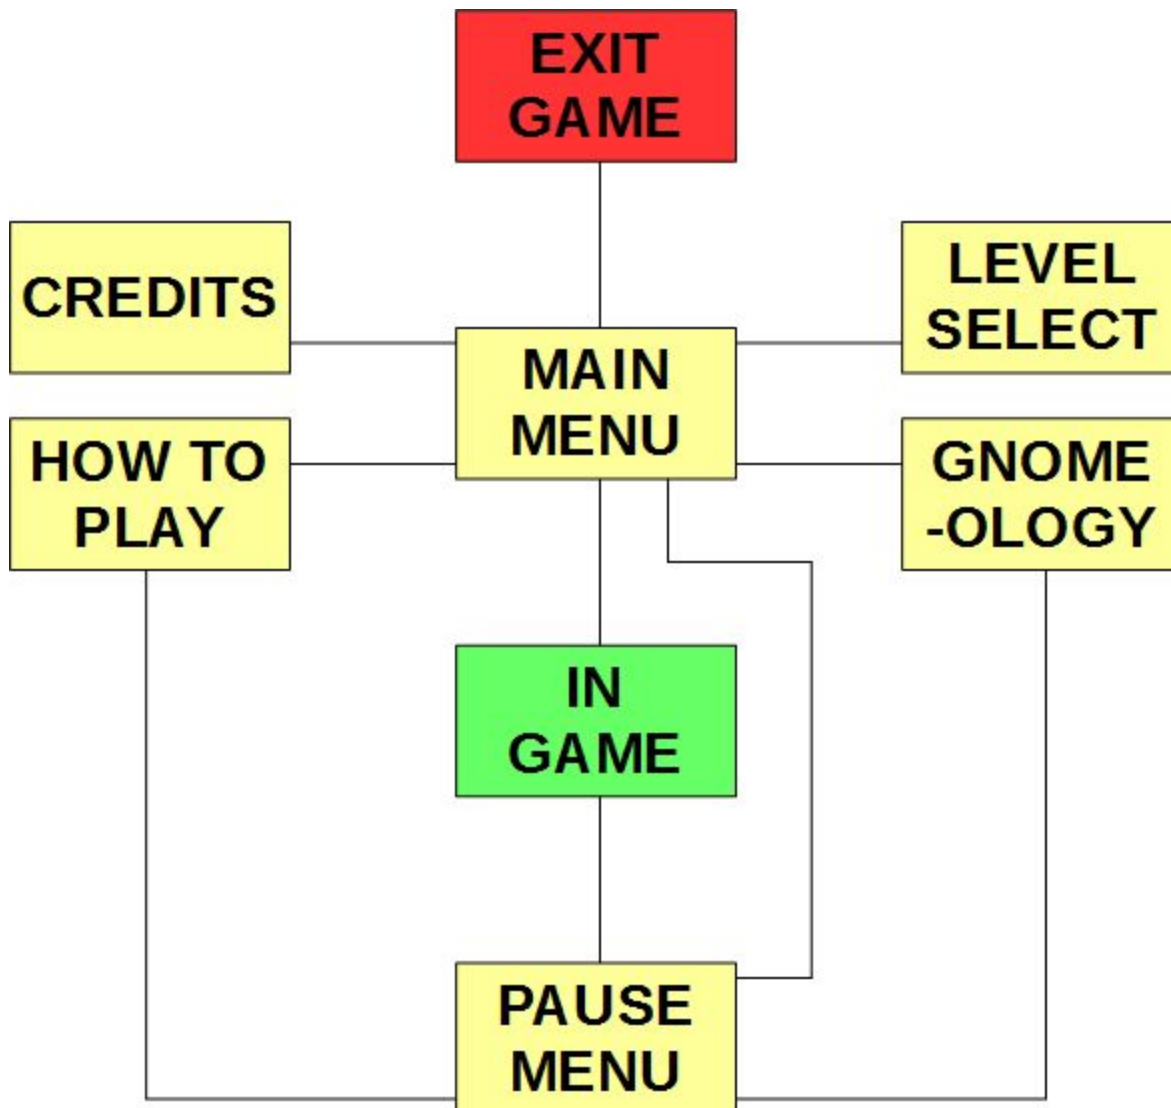 EXIT
GAME
CREDITS
LEVEL
SELECT
MAIN
MENU
HOW TO
PLAY
GNOME
-OLOGY
IN
GAME
PAUSE
MENU